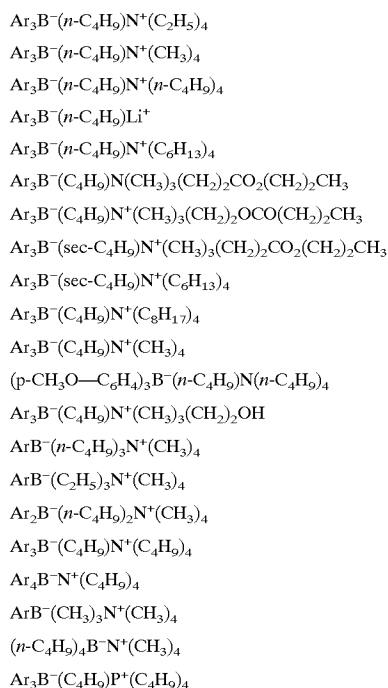 Ar₃B⁻(n-C₄H₉)N⁺(C₂H₅)₄
Ar₃B⁻(n-C₄H₉)N⁺(CH₃)₄
Ar₃B⁻(n-C₄H₉)N⁺(n-C₄H₉)₄
Ar₃B⁻(n-C₄H₉)Li⁺
Ar₃B⁻(n-C₄H₉)N⁺(C₆H₁₃)₄
Ar₃B⁻(C₄H₉)N(CH₃)₃(CH₂)₂CO₂(CH₂)₂CH₃
Ar₃B⁻(C₄H₉)N⁺(CH₃)₃(CH₂)₂OCO(CH₂)₂CH₃
Ar₃B⁻(sec-C₄H₉)N⁺(CH₃)₃(CH₂)₂CO₂(CH₂)₂CH₃
Ar₃B⁻(sec-C₄H₉)N⁺(C₆H₁₃)₄
Ar₃B⁻(C₄H₉)N⁺(C₈H₁₇)₄
Ar₃B⁻(C₄H₉)N⁺(CH₃)₄
(p-CH₃O—C₆H₄)₃B⁻(n-C₄H₉)N(n-C₄H₉)₄
Ar₃B⁻(C₄H₉)N⁺(CH₃)₃(CH₂)₂OH
ArB⁻(n-C₄H₉)₃N⁺(CH₃)₄
ArB⁻(C₂H₅)₃N⁺(CH₃)₄
Ar₂B⁻(n-C₄H₉)₂N⁺(CH₃)₄
Ar₃B⁻(C₄H₉)N⁺(C₄H₉)₄
Ar₄B⁻N⁺(C₄H₉)₄
ArB⁻(CH₃)₃N⁺(CH₃)₄
(n-C₄H₉)₄B⁻N⁺(CH₃)₄
Ar₃B⁻(C₄H₉)P⁺(C₄H₉)₄